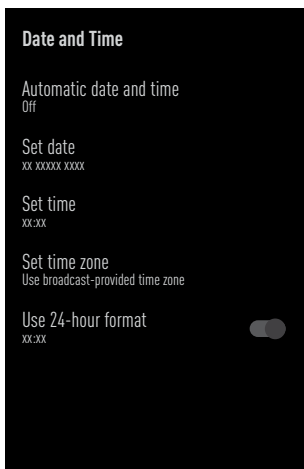 Date and Time
Automatic date and time
Off
Set date
xx xxxxx xxxx
Set time
xx:xx
Set time zone
Use broadcast-provided time zone
Use 24-hour format
xx:xx